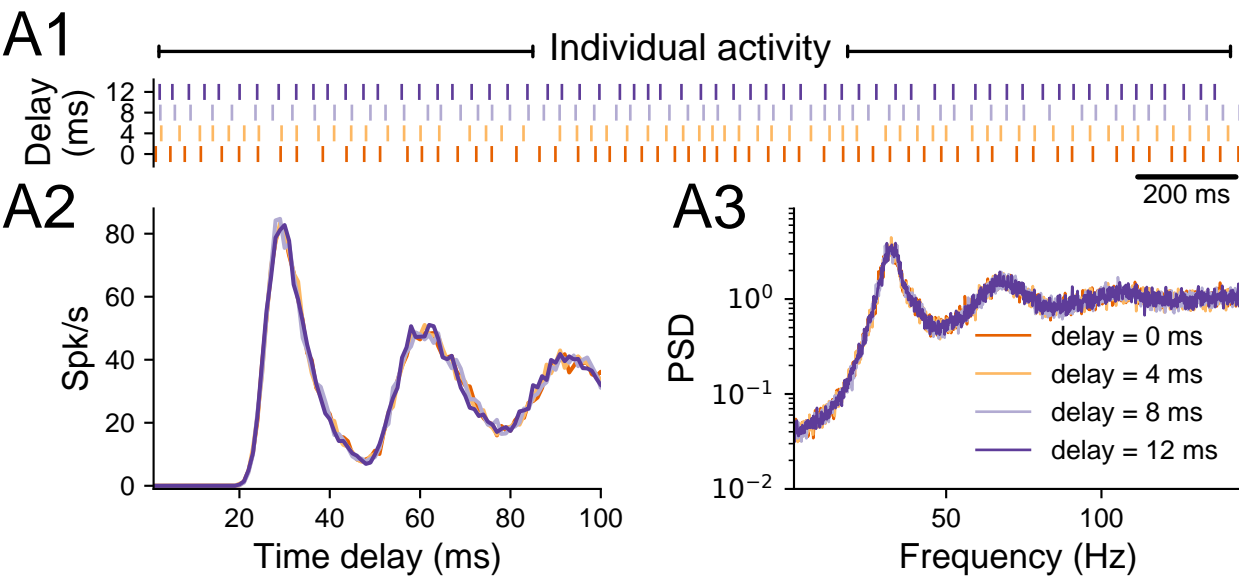 A1
Individual activity
Delay
(ms)
12
8
4
0
200 ms
A2
Spk/s
80
60
40
20
0
20 40 60 80 100
Time delay (ms)
A3
PSD
10⁰
10⁻¹
10⁻²
delay = 0 ms
delay = 4 ms
delay = 8 ms
delay = 12 ms
50 100
Frequency (Hz)